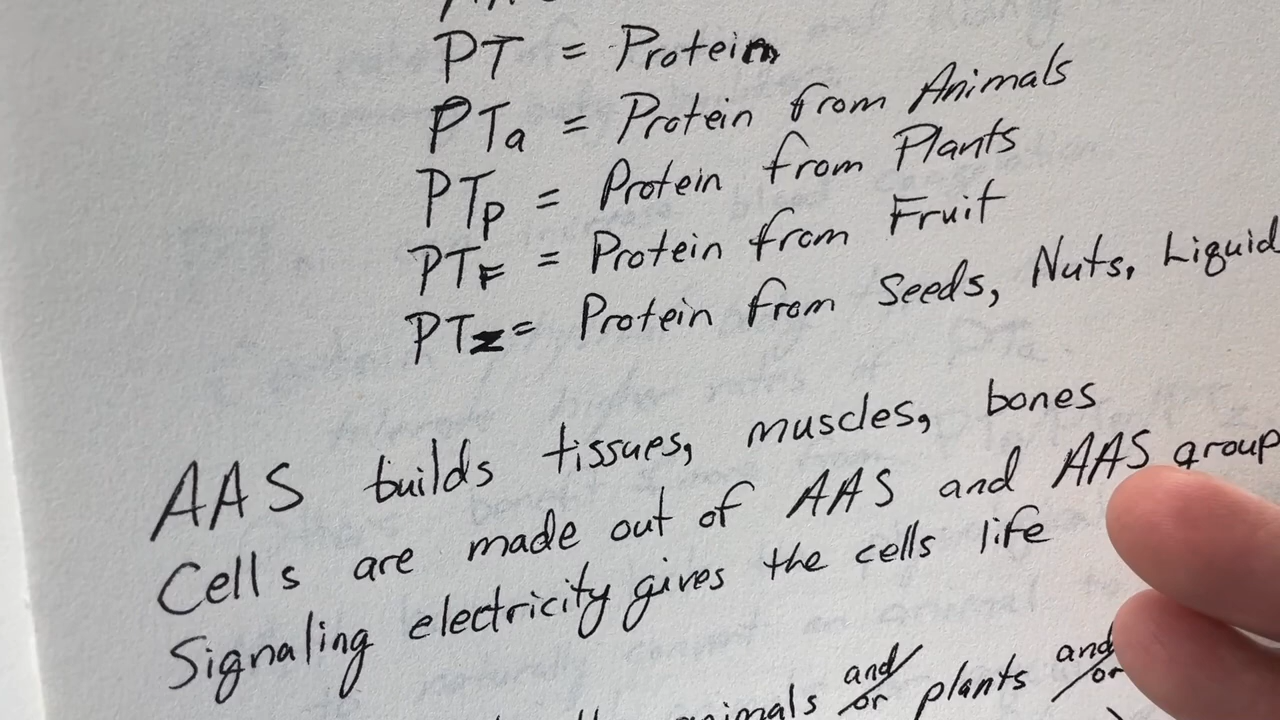 PT = Protein
PTa = Protein from Animals
PTp = Protein from Plants
PTF = Protein from Fruit
PTz = Protein from Seeds, Nuts, Liquid
AAS builds tissues, muscles, bones
Cells are made out of AAS and AAS group
Signaling electricity gives the cells life
and/or plants and/or